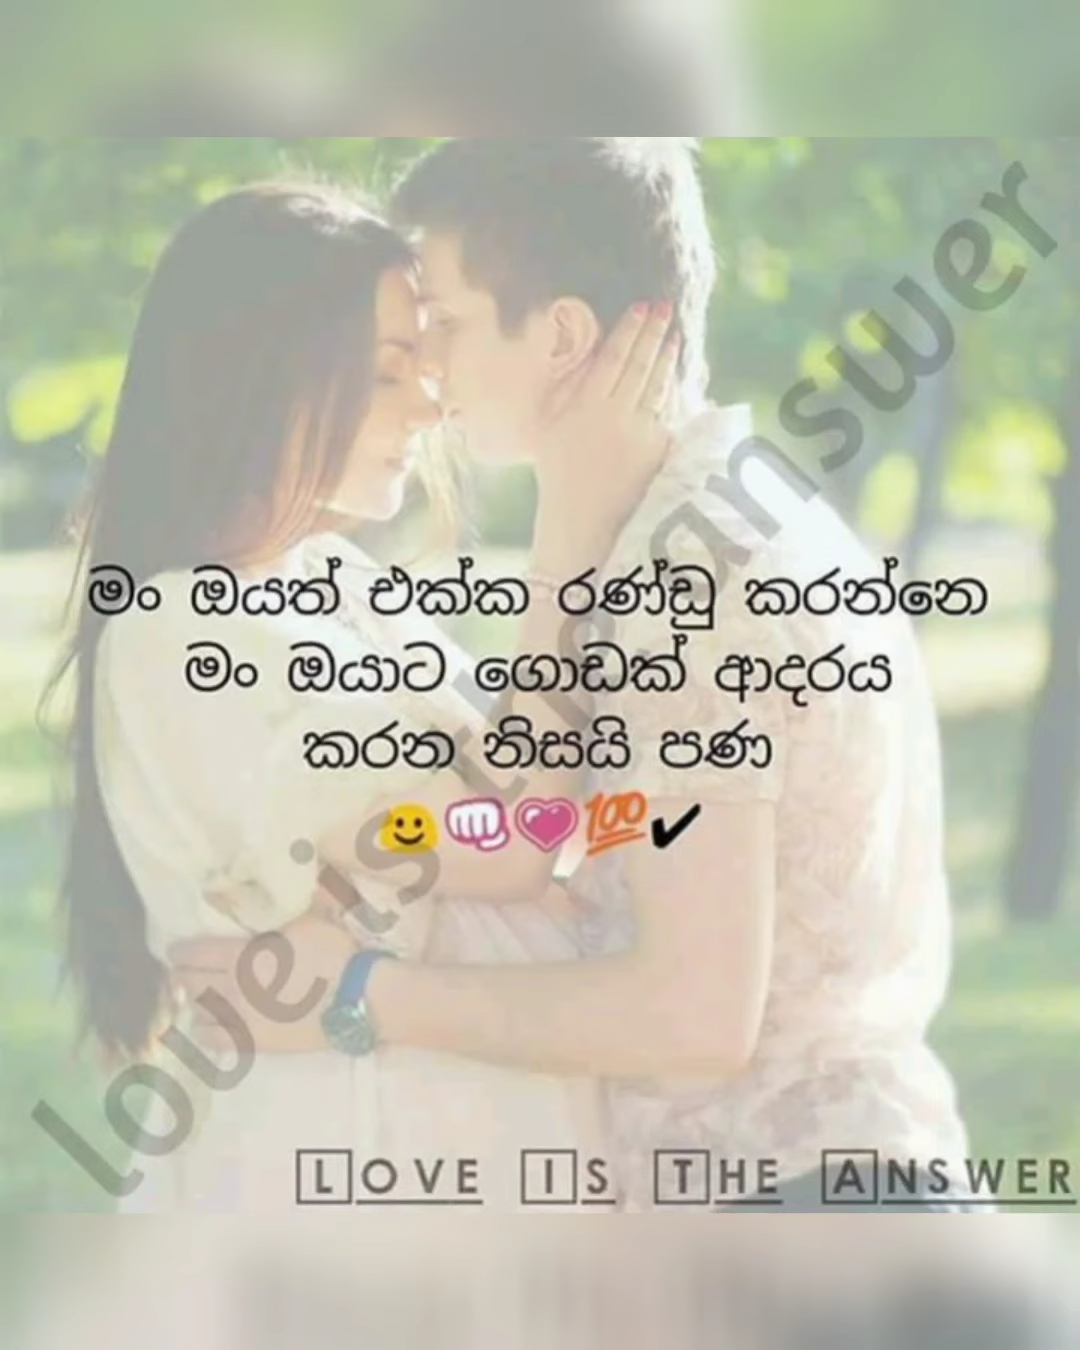 මං ඔයත් එක්ක රණ්ඩු කරන්නෙ
මං ඔයාට ගොඩක් ආදරය
කරන නිසයි පණ
☺👊💗💯✔
love is the answer
LOVE IS THE ANSWER